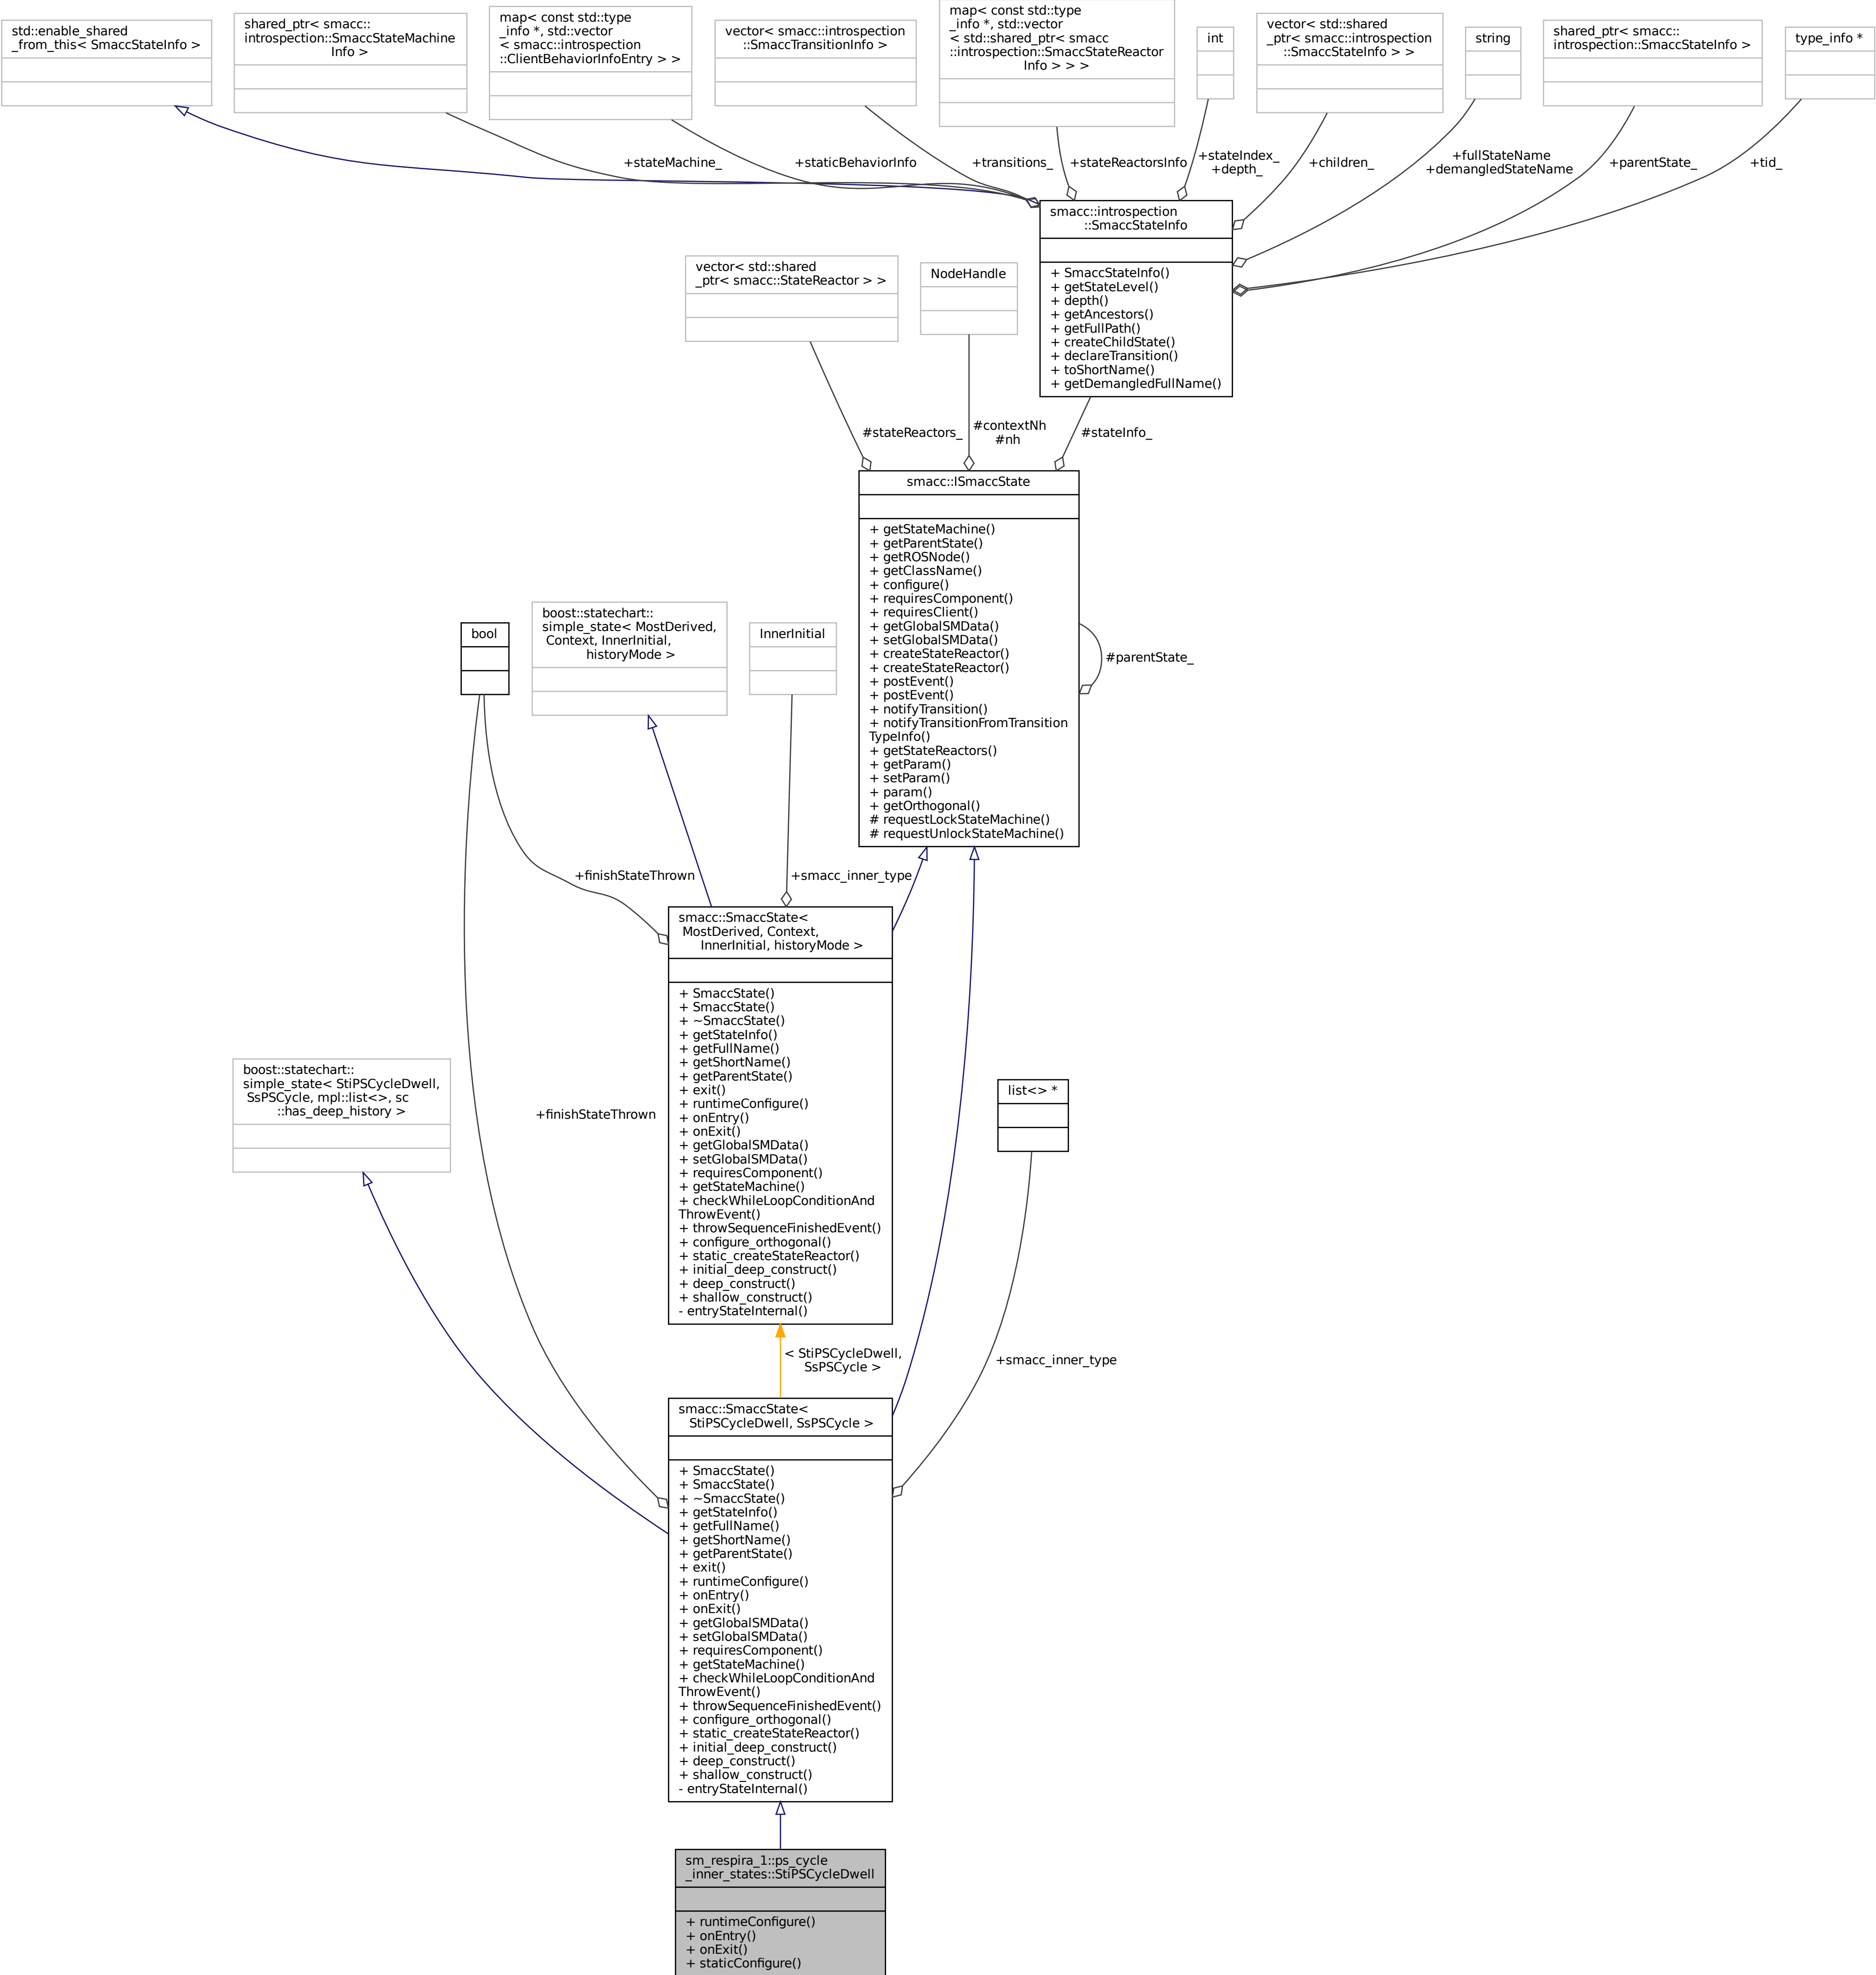 std::enable_shared
_from_this< SmaccStateInfo >
shared_ptr< smacc::
introspection::SmaccStateMachine
Info >
map< const std::type
_info *, std::vector
< smacc::introspection
::ClientBehaviorInfoEntry > >
vector< smacc::introspection
::SmaccTransitionInfo >
map< const std::type
_info *, std::vector
< std::shared_ptr< smacc
::introspection::SmaccStateReactor
Info > > >
int
vector< std::shared
_ptr< smacc::introspection
::SmaccStateInfo > >
string
shared_ptr< smacc::
introspection::SmaccStateInfo >
type_info *
+stateMachine_
+staticBehaviorInfo
+transitions_
+stateReactorsInfo
+stateIndex_
+depth_
+children_
+fullStateName
+demangledStateName
+parentState_
+tid_
smacc::introspection
::SmaccStateInfo
+ SmaccStateInfo()
+ getStateLevel()
+ depth()
+ getAncestors()
+ getFullPath()
+ createChildState()
+ declareTransition()
+ toShortName()
+ getDemangledFullName()
vector< std::shared
_ptr< smacc::StateReactor > >
NodeHandle
#stateReactors_
#contextNh
#nh
#stateInfo_
smacc::ISmaccState
+ getStateMachine()
+ getParentState()
+ getROSNode()
+ getClassName()
+ configure()
+ requiresComponent()
+ requiresClient()
+ getGlobalSMData()
+ setGlobalSMData()
+ createStateReactor()
+ createStateReactor()
+ postEvent()
+ postEvent()
+ notifyTransition()
+ notifyTransitionFromTransition
TypeInfo()
+ getStateReactors()
+ getParam()
+ setParam()
+ param()
+ getOrthogonal()
# requestLockStateMachine()
# requestUnlockStateMachine()
#parentState_
bool
boost::statechart::
simple_state< MostDerived,
Context, InnerInitial,
historyMode >
InnerInitial
+finishStateThrown
+smacc_inner_type
smacc::SmaccState<
MostDerived, Context,
InnerInitial, historyMode >
+ SmaccState()
+ SmaccState()
+ ~SmaccState()
+ getStateInfo()
+ getFullName()
+ getShortName()
+ getParentState()
+ exit()
+ runtimeConfigure()
+ onEntry()
+ onExit()
+ getGlobalSMData()
+ setGlobalSMData()
+ requiresComponent()
+ getStateMachine()
+ checkWhileLoopConditionAnd
ThrowEvent()
+ throwSequenceFinishedEvent()
+ configure_orthogonal()
+ static_createStateReactor()
+ initial_deep_construct()
+ deep_construct()
+ shallow_construct()
- entryStateInternal()
boost::statechart::
simple_state< StiPSCycleDwell,
SsPSCycle, mpl::list<>, sc
::has_deep_history >
+finishStateThrown
list<> *
< StiPSCycleDwell,
SsPSCycle >
+smacc_inner_type
smacc::SmaccState<
StiPSCycleDwell, SsPSCycle >
+ SmaccState()
+ SmaccState()
+ ~SmaccState()
+ getStateInfo()
+ getFullName()
+ getShortName()
+ getParentState()
+ exit()
+ runtimeConfigure()
+ onEntry()
+ onExit()
+ getGlobalSMData()
+ setGlobalSMData()
+ requiresComponent()
+ getStateMachine()
+ checkWhileLoopConditionAnd
ThrowEvent()
+ throwSequenceFinishedEvent()
+ configure_orthogonal()
+ static_createStateReactor()
+ initial_deep_construct()
+ deep_construct()
+ shallow_construct()
- entryStateInternal()
sm_respira_1::ps_cycle
_inner_states::StiPSCycleDwell
+ runtimeConfigure()
+ onEntry()
+ onExit()
+ staticConfigure()